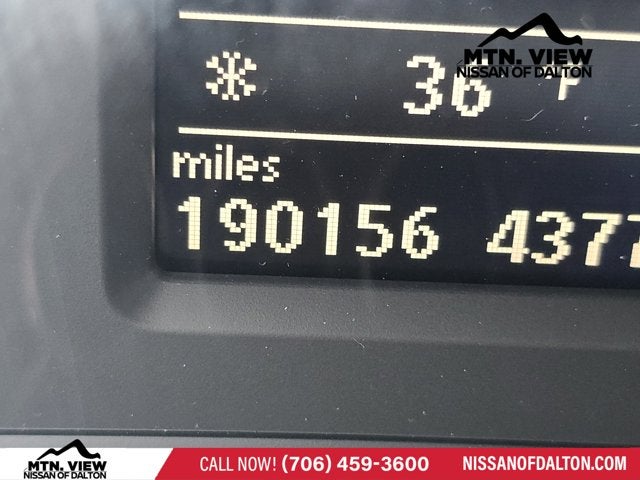 MTN. VIEW
NISSAN OF DALTON
36 °F
miles
190156 4377
MTN. VIEW
NISSAN OF DALTON
CALL NOW! (706) 459-3600
NISSANOFDALTON.COM